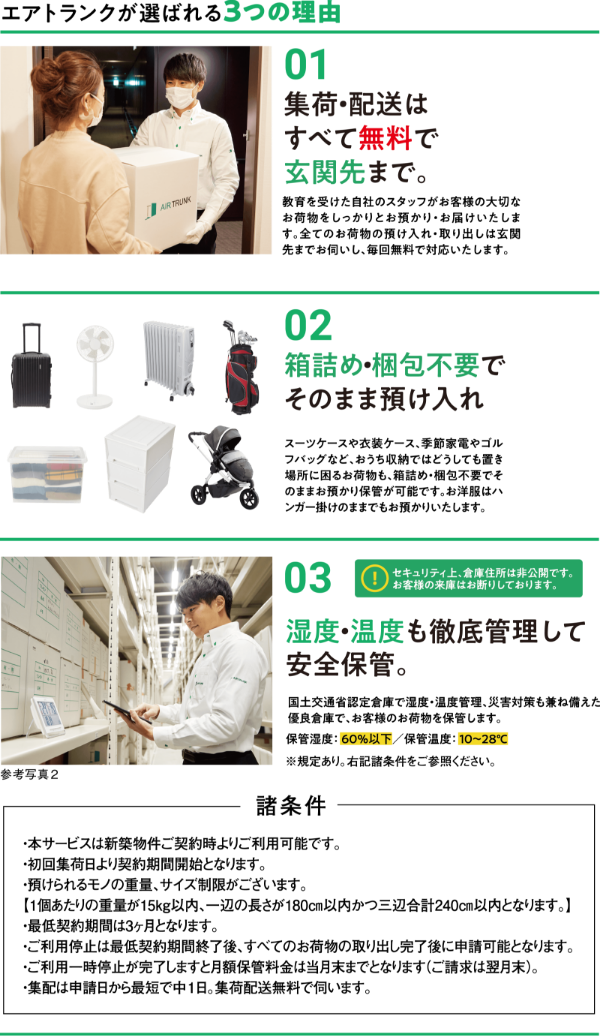 エアトランクが選ばれる3つの理由
01
集荷・配送は
すべて無料で
玄関先まで。
教育を受けた自社のスタッフがお客様の大切な
お荷物をしっかりとお預かり・お届けいたしま
す。全てのお荷物の預け入れ・取り出しは玄関
先までお伺いし、毎回無料で対応いたします。
AIR TRUNK
02
箱詰め・梱包不要で
そのまま預け入れ
スーツケースや衣装ケース、季節家電やゴル
フバッグなど、おうち収納ではどうしても置き
場所に困るお荷物も、箱詰め・梱包不要でそ
のままお預かり保管が可能です。お洋服はハ
ンガー掛けのままでもお預かりいたします。
03
セキュリティ上、倉庫住所は非公開です。
お客様の来庫はお断りしております。
湿度・温度も徹底管理して
安全保管。
国土交通省認定倉庫で湿度・温度管理、災害対策も兼ね備えた
優良倉庫で、お客様のお荷物を保管します。
保管湿度：60%以下／保管温度：10〜28℃
※規定あり。右記諸条件をご参照ください。
参考写真2
諸条件
・本サービスは新築物件ご契約時よりご利用可能です。
・初回集荷日より契約期間開始となります。
・預けられるモノの重量、サイズ制限がございます。
【1個あたりの重量が15kg以内、一辺の長さが180㎝以内かつ三辺合計240㎝以内となります。】
・最低契約期間は3ヶ月となります。
・ご利用停止は最低契約期間終了後、すべてのお荷物の取り出し完了後に申請可能となります。
・ご利用一時停止が完了しますと月額保管料金は当月末までとなります（ご請求は翌月末）。
・集配は申請日から最短で中1日。集荷配送無料で伺います。